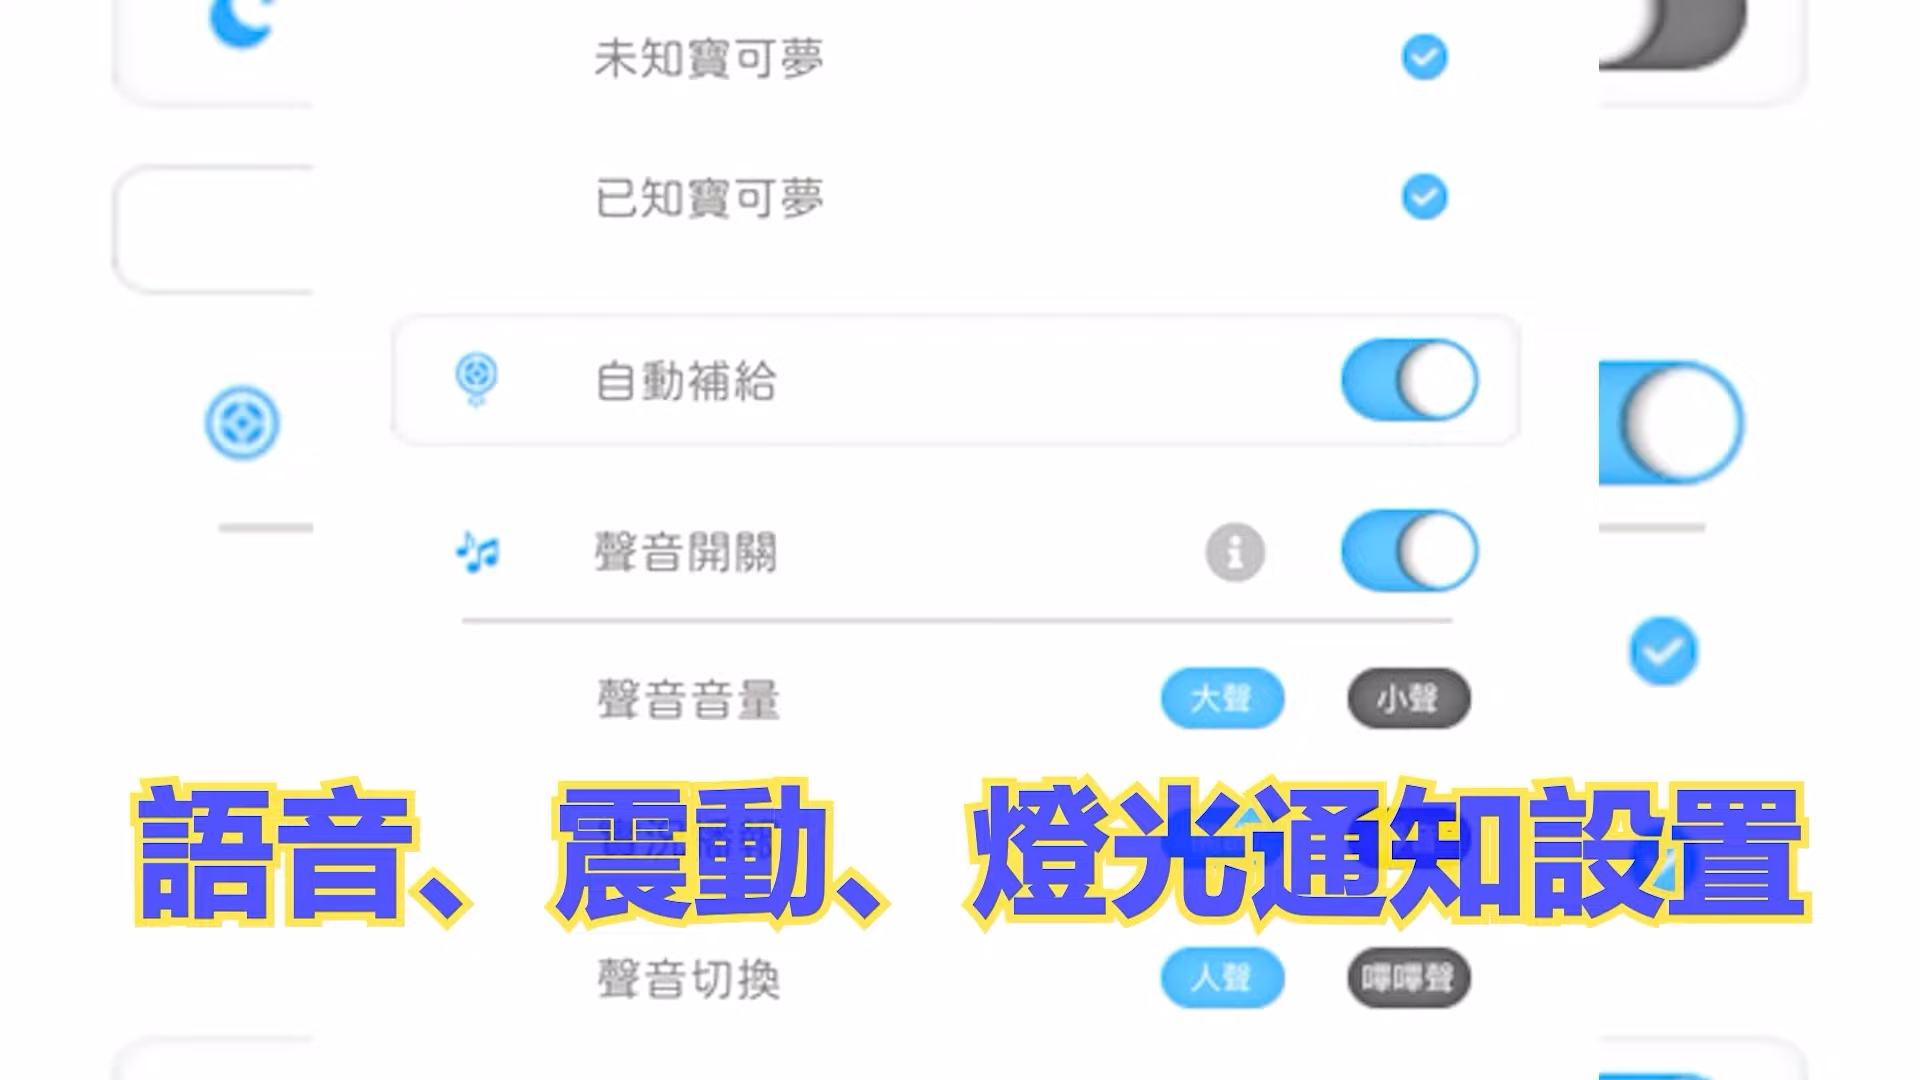 未知寶可夢
已知寶可夢
自動補給
聲音開關
聲音音量 大聲 小聲
語音、震動、燈光通知設置
聲音切換 人聲 嗶嗶聲